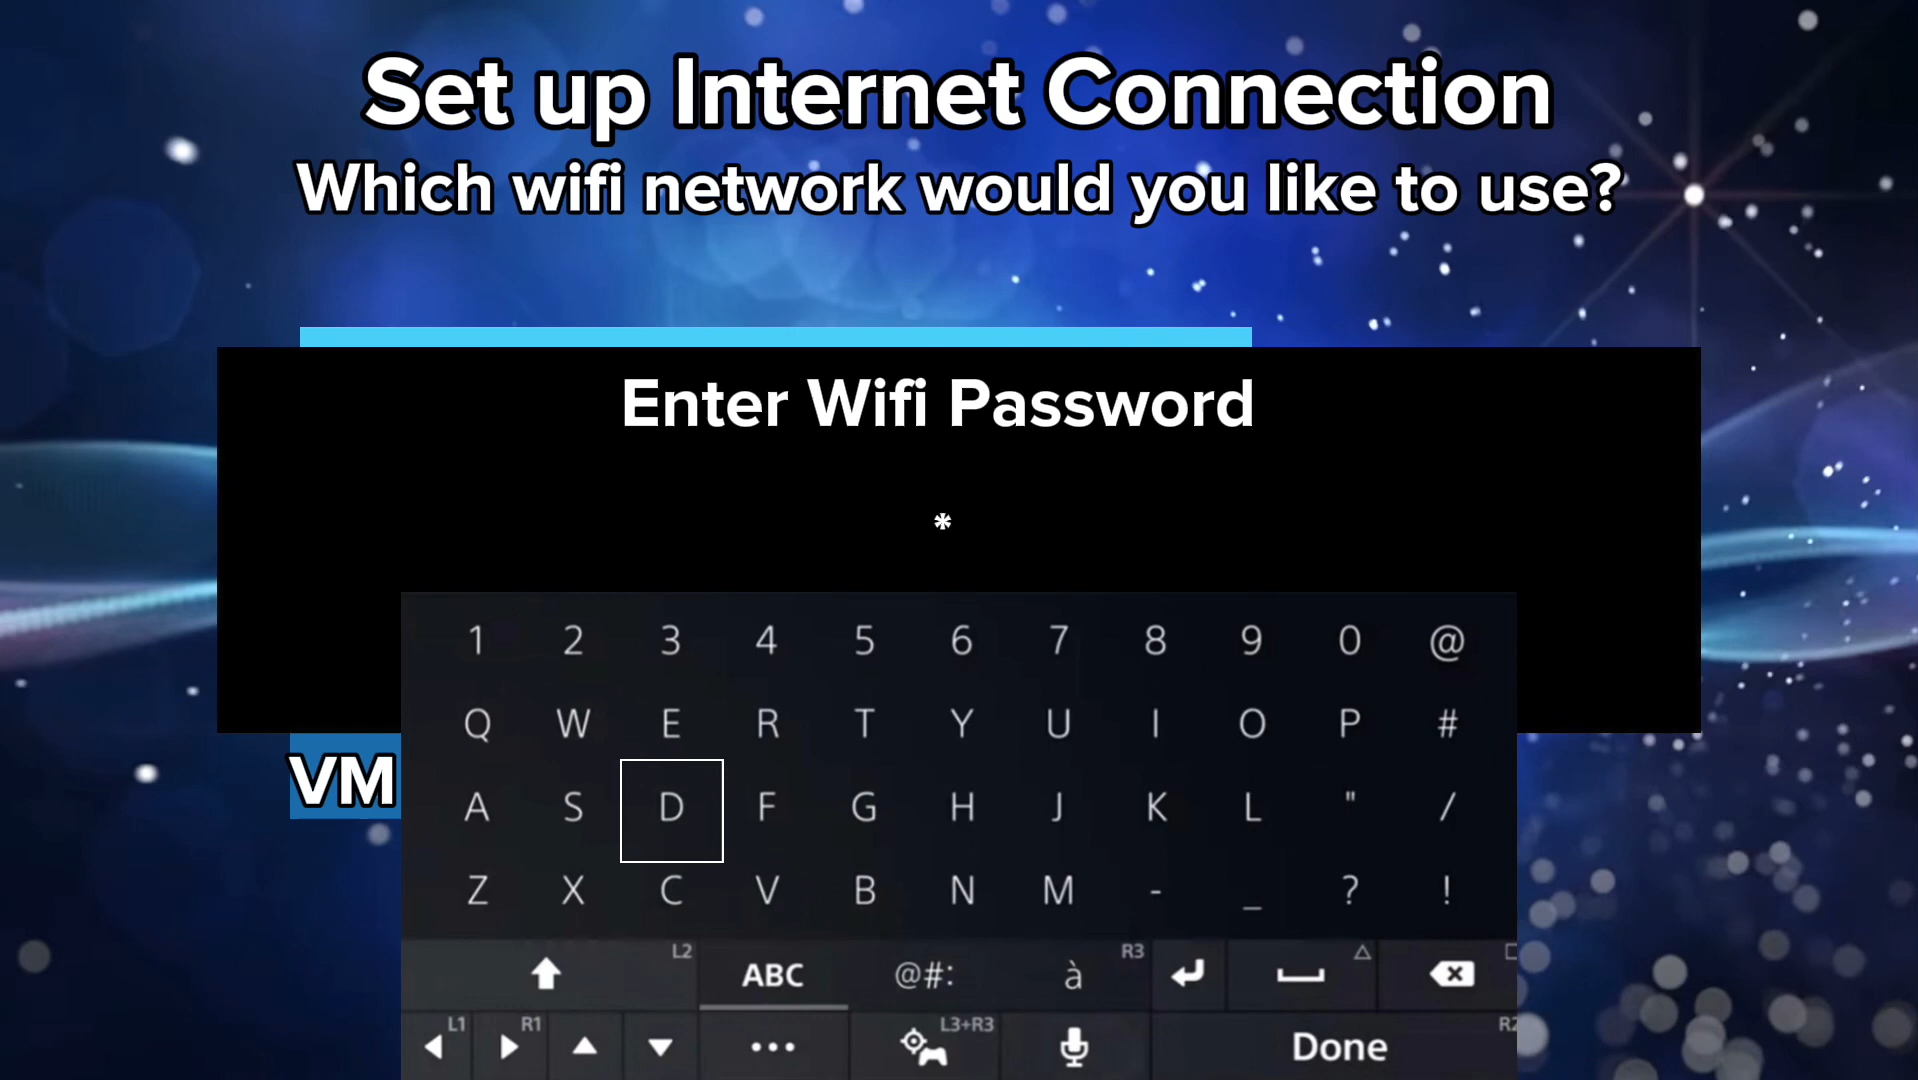 Set up Internet Connection
Which wifi network would you like to use?
Enter Wifi Password
*
1 2 3 4 5 6 7 8 9 0 @
Q W E R T Y U I O P #
VM
A S D F G H J K L " /
Z X C V B N M - _ ? !
L2 ABC @#: à R3
L1 R1 ••• L3+R3 Done R2